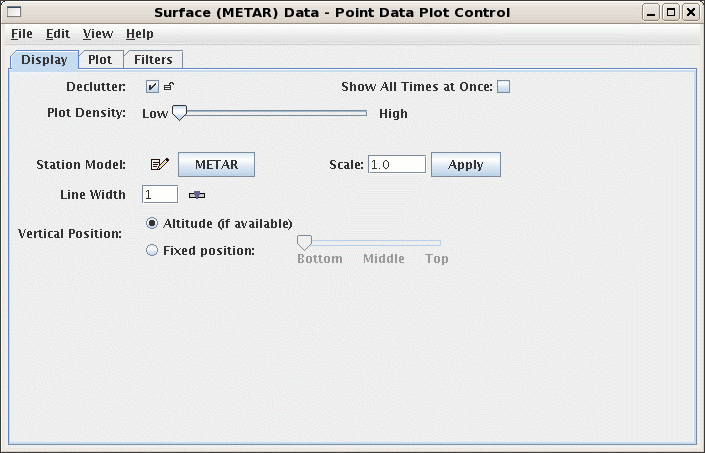 Surface (METAR) Data - Point Data Plot Control
File Edit View Help
Display Plot Filters
Declutter: Show All Times at Once:
Plot Density: Low High
Station Model: METAR Scale: 1.0 Apply
Line Width 1
Vertical Position: Altitude (if available)
Fixed position:
Bottom Middle Top